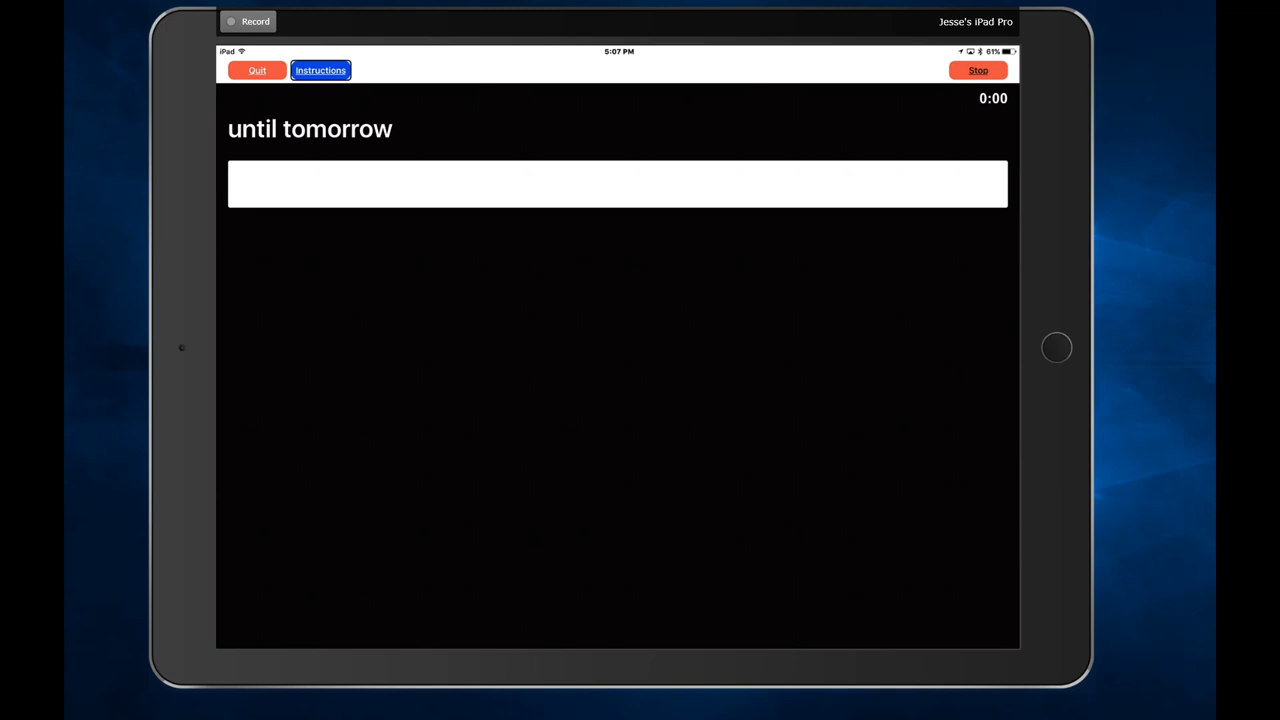 Record
Jesse's iPad Pro
iPad 5:07 PM 61%
Quit Instructions Stop
0:00
until tomorrow